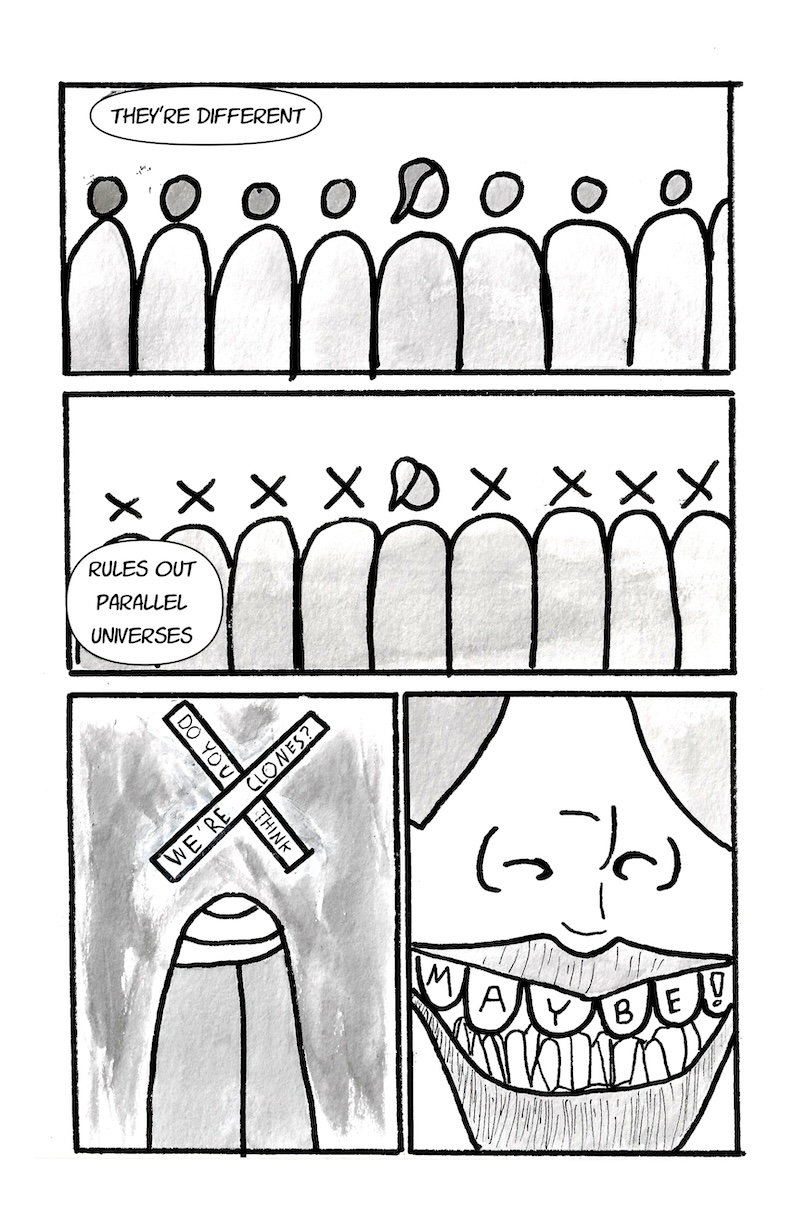 THEY'RE DIFFERENT
RULES OUT
PARALLEL
UNIVERSES
DO YOU THINK
WE'RE CLONES?
MAYBE!